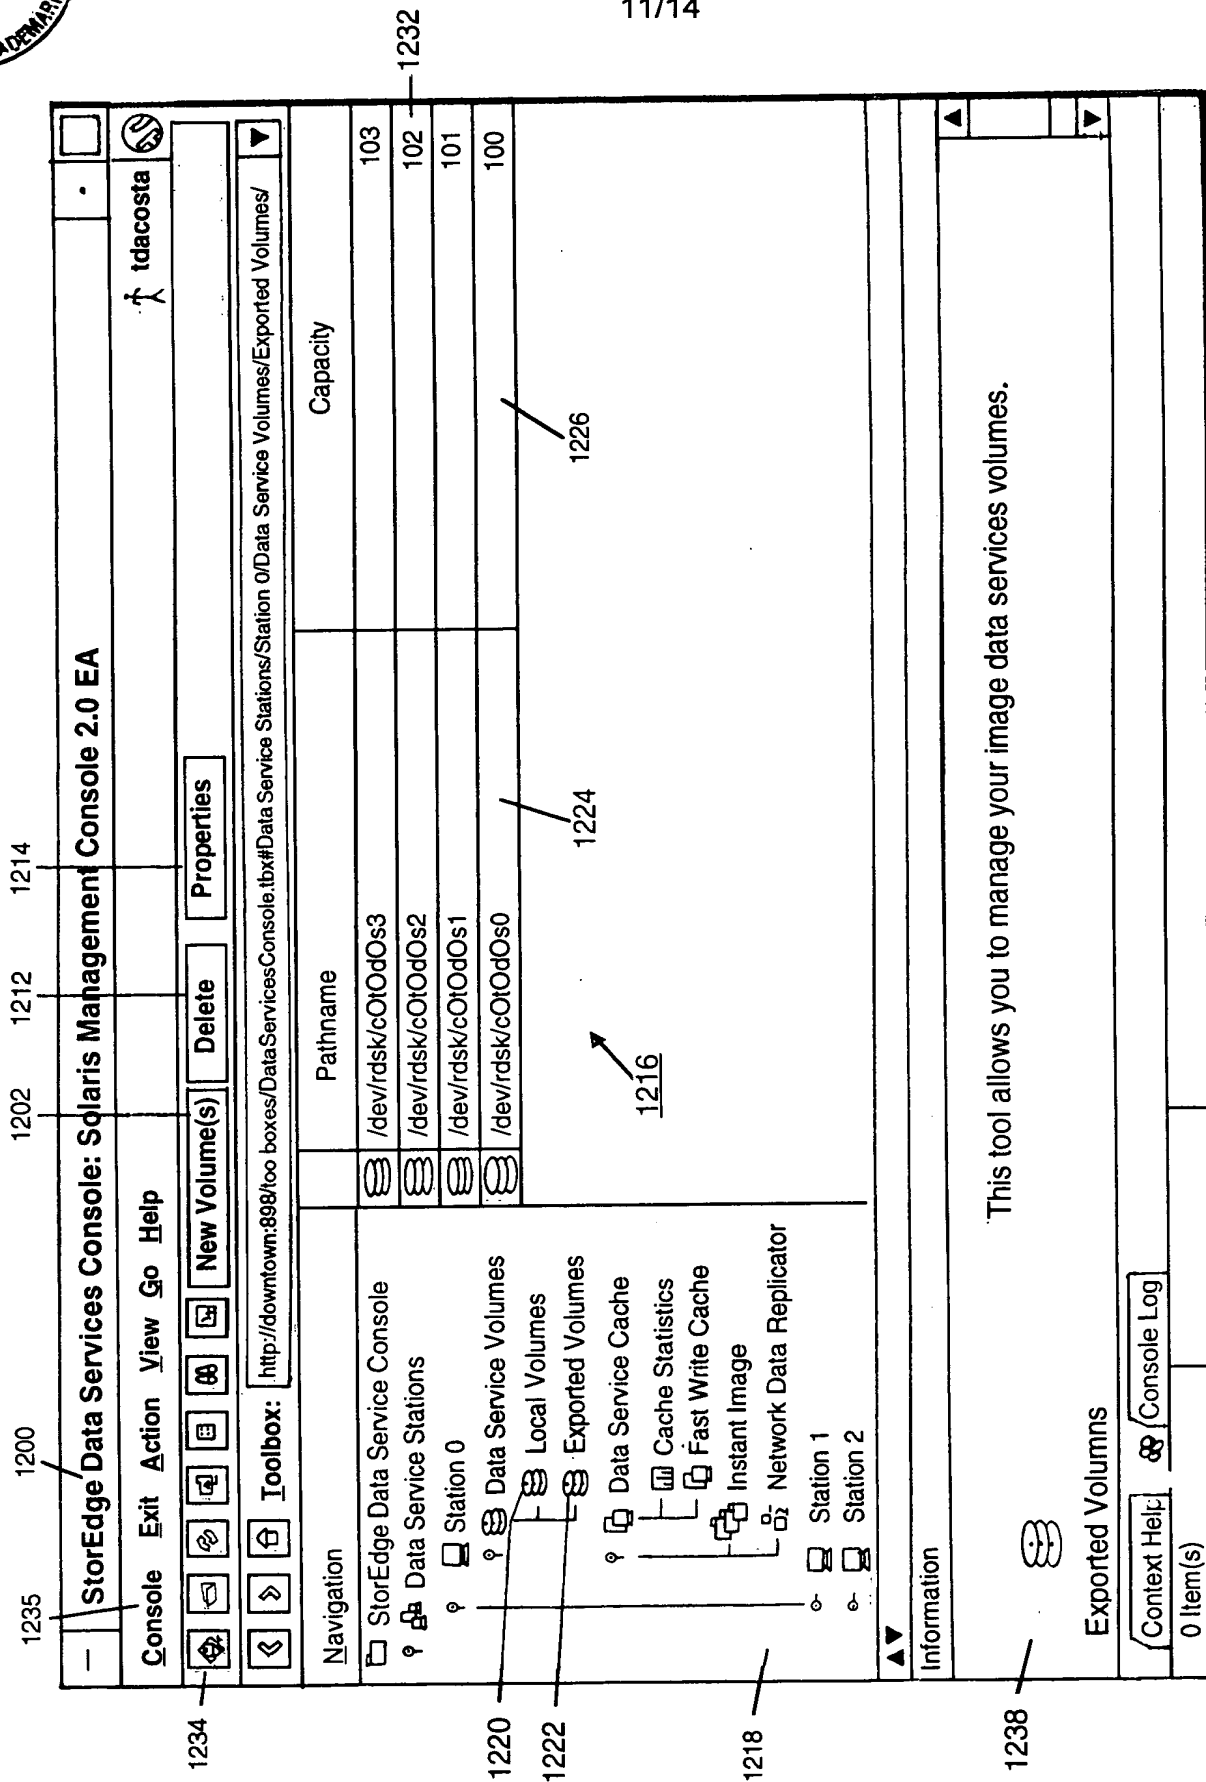 11/14
ADEMAR
1200
1235
1234
1202
1212
1214
StorEdge Data Services Console: Solaris Management Console 2.0 EA
Console Exit Action View Go Help
tdacosta
New Volume(s) Delete Properties
Toolbox: http://downtown:898/too boxes/DataServicesConsole.tbx#Data Service Stations/Station 0/Data Service Volumes/Exported Volumes/
Navigation
StorEdge Data Service Console
Data Service Stations
Station 0
Data Service Volumes
Local Volumes
Exported Volumes
Data Service Cache
Cache Statistics
Fast Write Cache
Instant Image
Network Data Replicator
Station 1
Station 2
Pathname Capacity
/dev/rdsk/cOtOdOs3 103
/dev/rdsk/cOtOdOs2 102
/dev/rdsk/cOtOdOs1 101
/dev/rdsk/cOtOdOs0 100
1232
1220
1222
1224
1226
1216
1218
Information
This tool allows you to manage your image data services volumes.
Exported Volumns
1238
Context Help Console Log
0 Item(s)